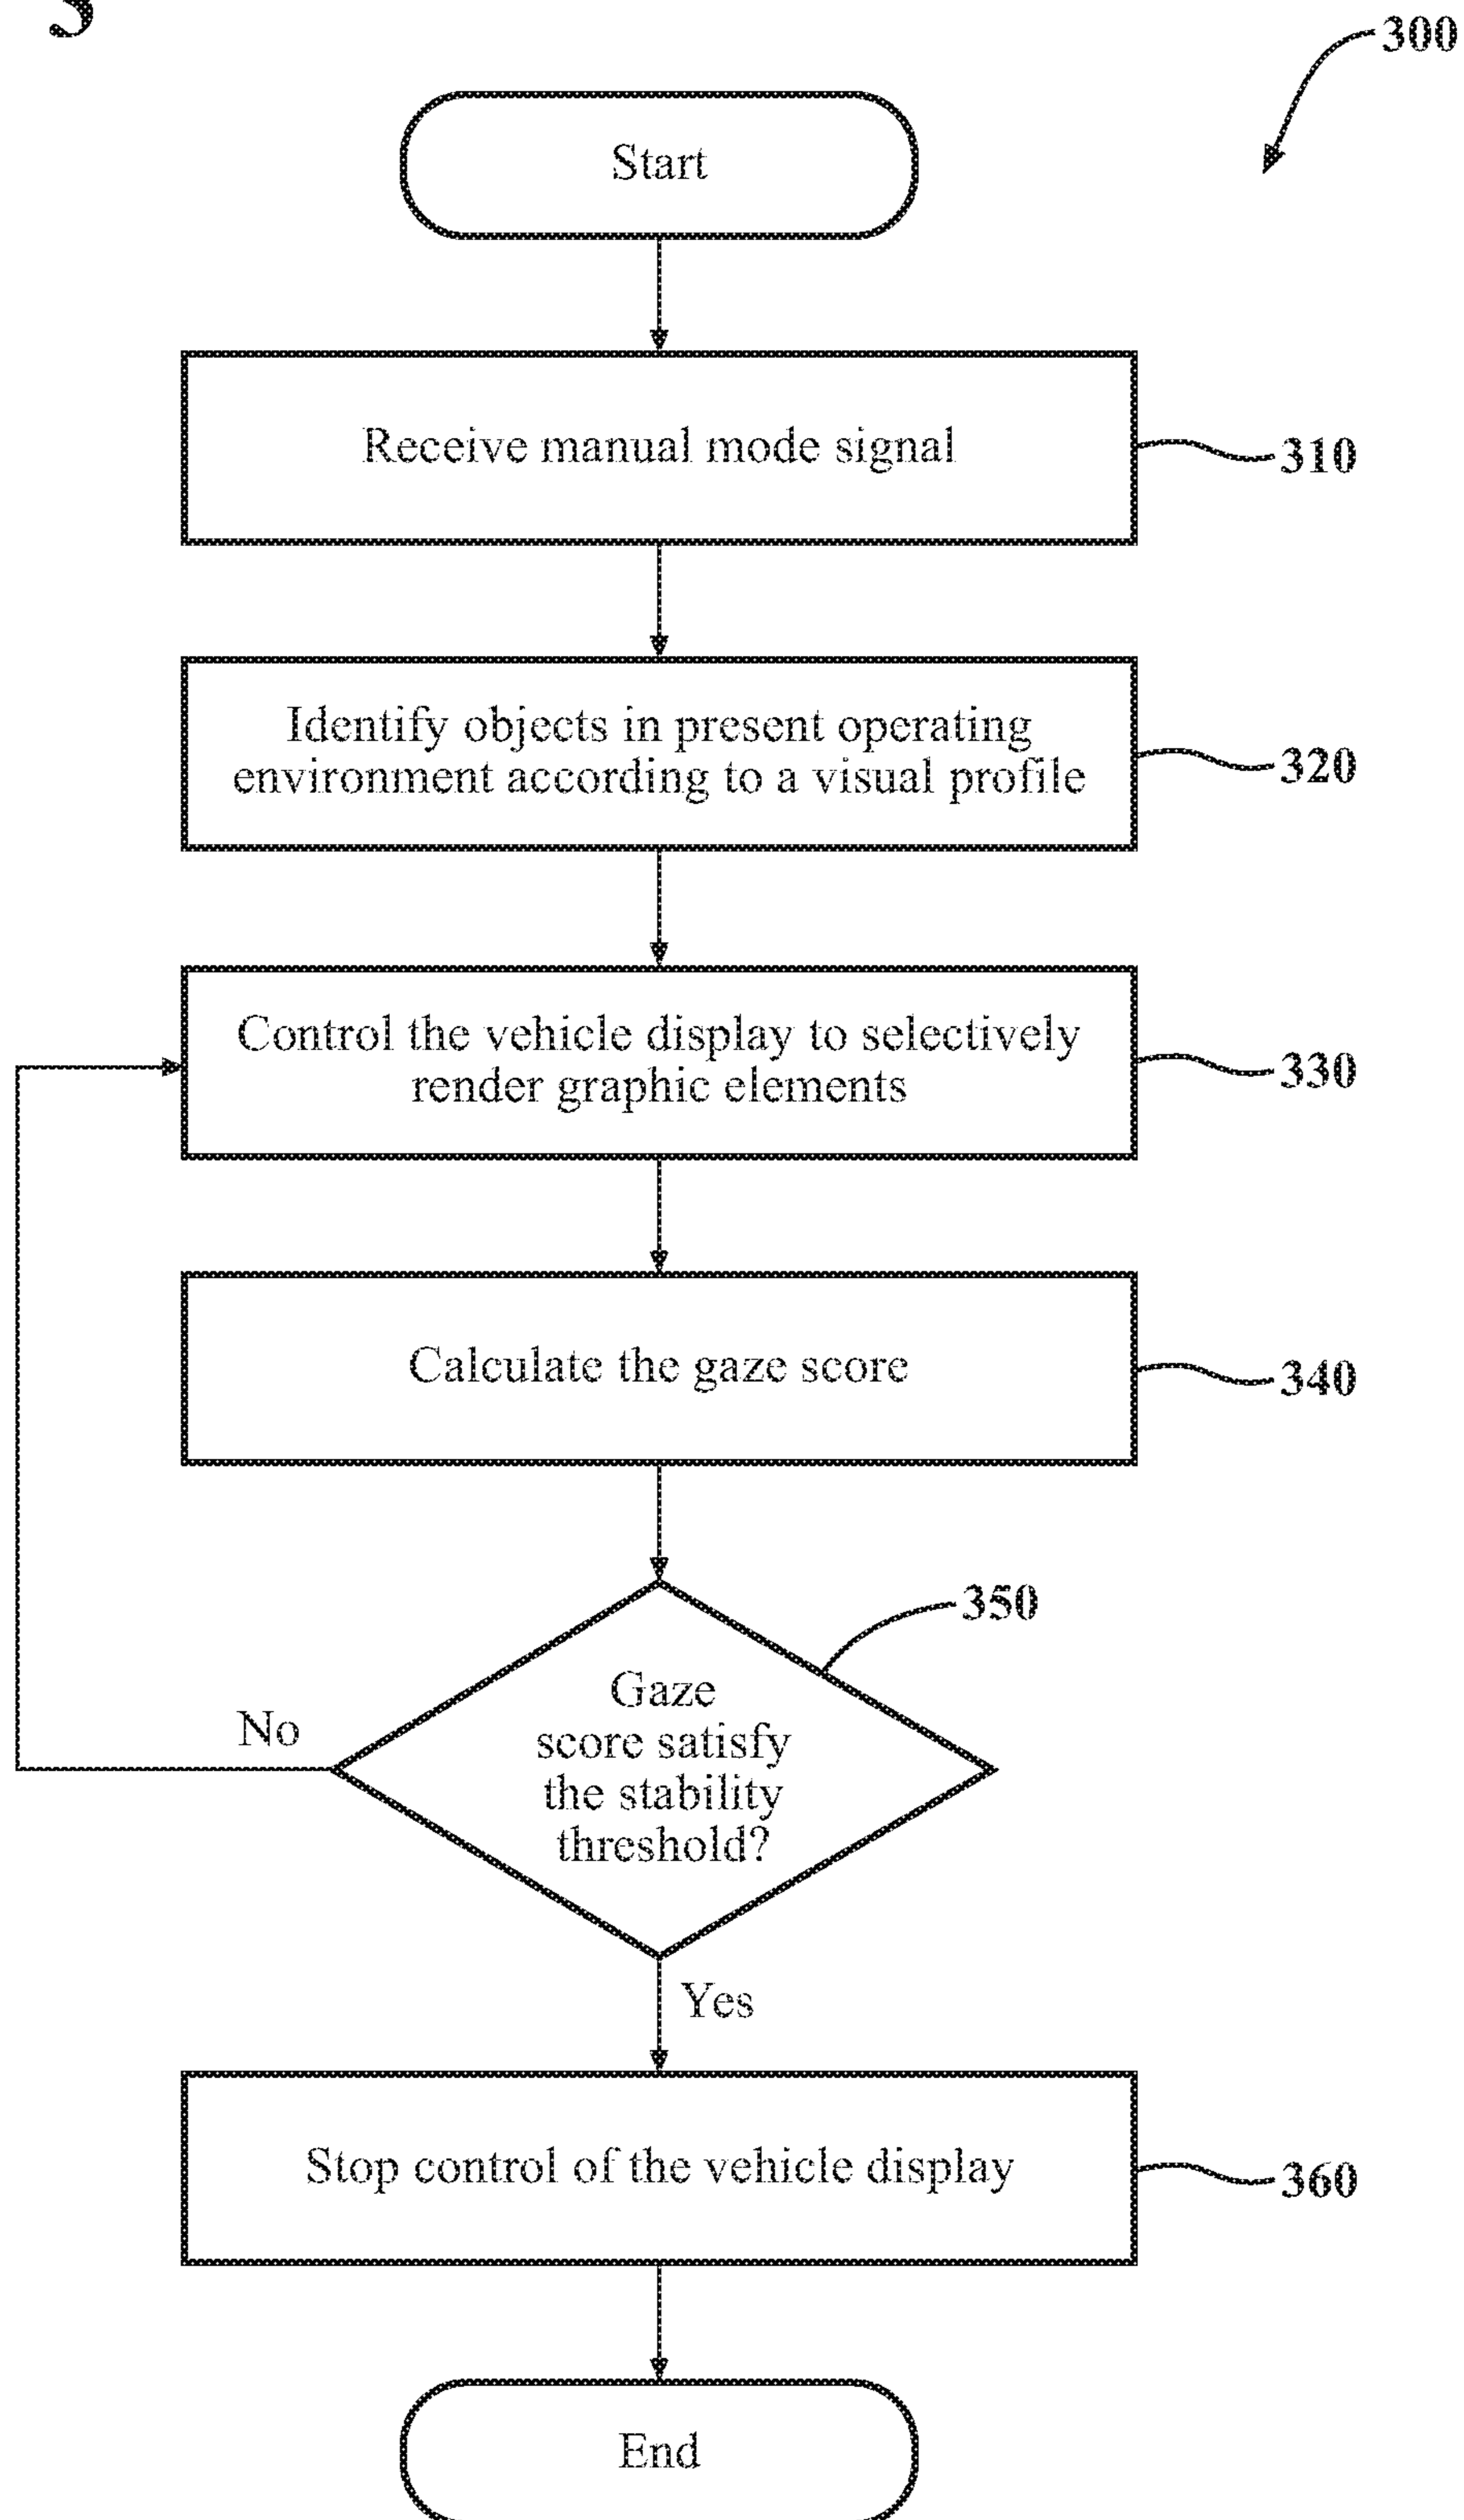 3
300
Start
Receive manual mode signal
310
Identify objects in present operating
environment according to a visual profile
320
Control the vehicle display to selectively
render graphic elements
330
Calculate the gaze score
340
350
Gaze
score satisfy
the stability
threshold?
No
Yes
Stop control of the vehicle display
360
End